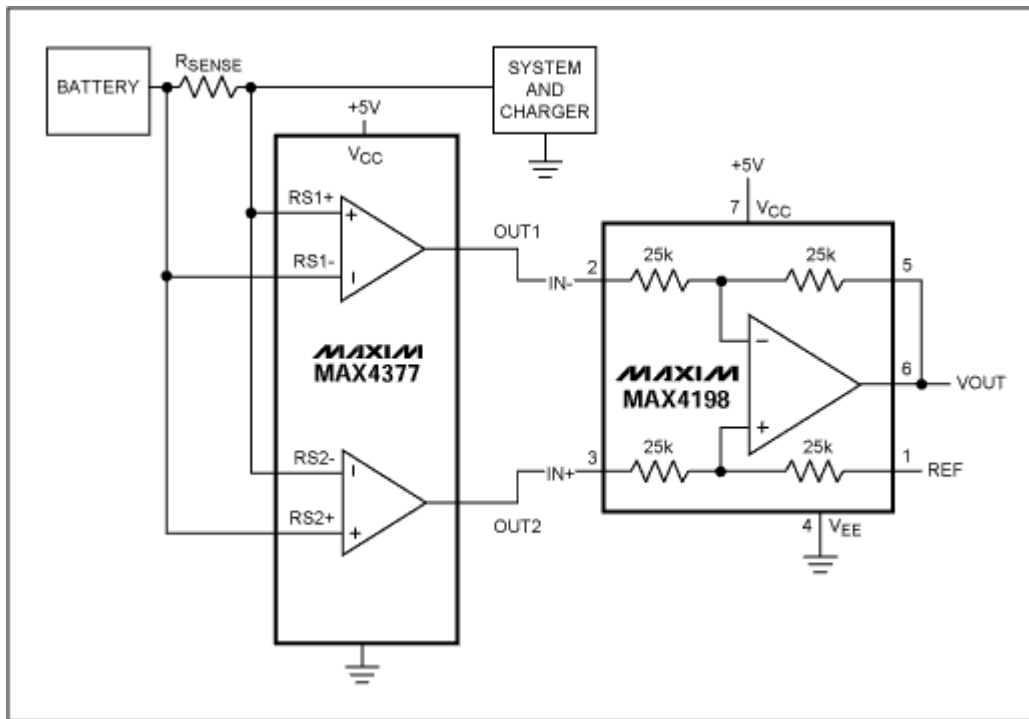 BATTERY
RSENSE
SYSTEM
AND
CHARGER
+5V
VCC
RS1+
RS1-
OUT1
+
-
MAXIM
MAX4377
RS2-
RS2+
-
+
OUT2
+5V
7 VCC
IN- 2
25k
25k
5
-
MAXIM
MAX4198
+
6
VOUT
IN+ 3
25k
25k
1
REF
4 VEE